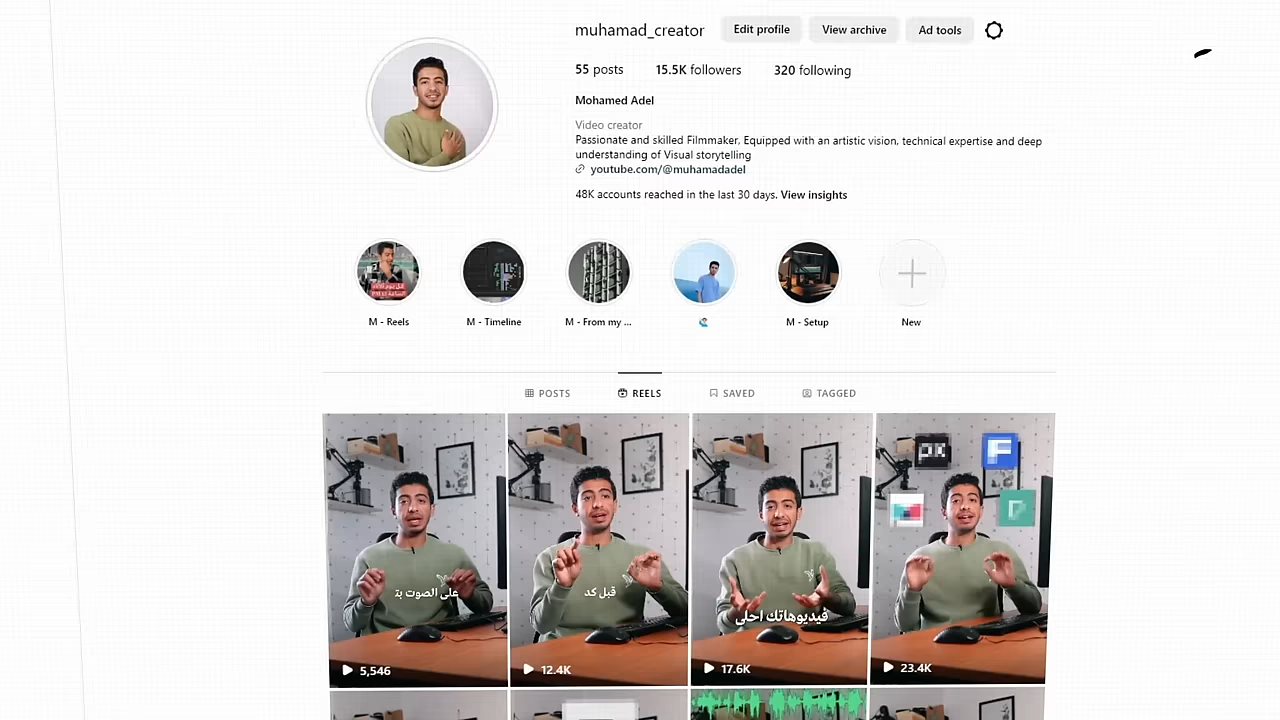 muhamad_creator
Edit profile
View archive
Ad tools
55 posts
15.5K followers
320 following
Mohamed Adel
Video creator
Passionate and skilled Filmmaker, Equipped with an artistic vision, technical expertise and deep
understanding of Visual storytelling
youtube.com/@muhamadadel
48K accounts reached in the last 30 days. View insights
M - Reels
M - Timeline
M - From my ...
M - Setup
New
POSTS
REELS
SAVED
TAGGED
على الصوت بتا
قبل كد
فيديوهاتك احلى
5,546
12.4K
17.6K
23.4K